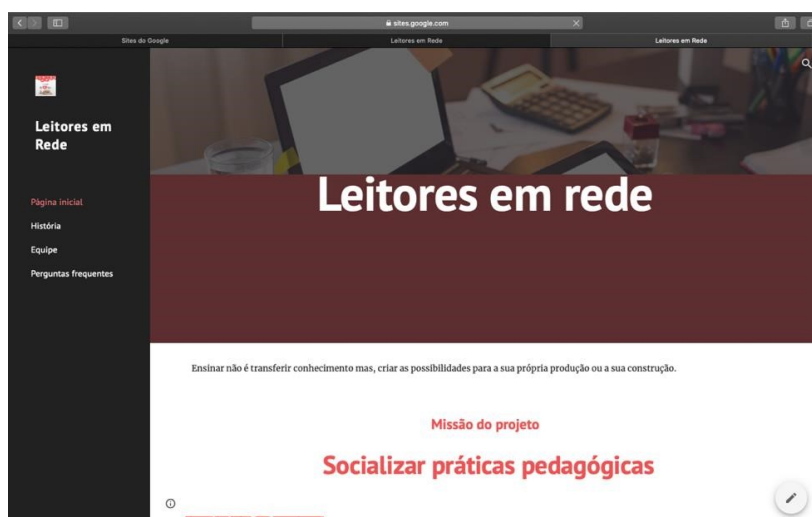 sites.google.com
Sites do Google
Leitores em Rede
Leitores em Rede
Leitores em
Rede
Página inicial
História
Equipe
Perguntas frequentes
Leitores em rede
Ensinar não é transferir conhecimento mas, criar as possibilidades para a sua própria produção ou a sua construção.
Missão do projeto
Socializar práticas pedagógicas